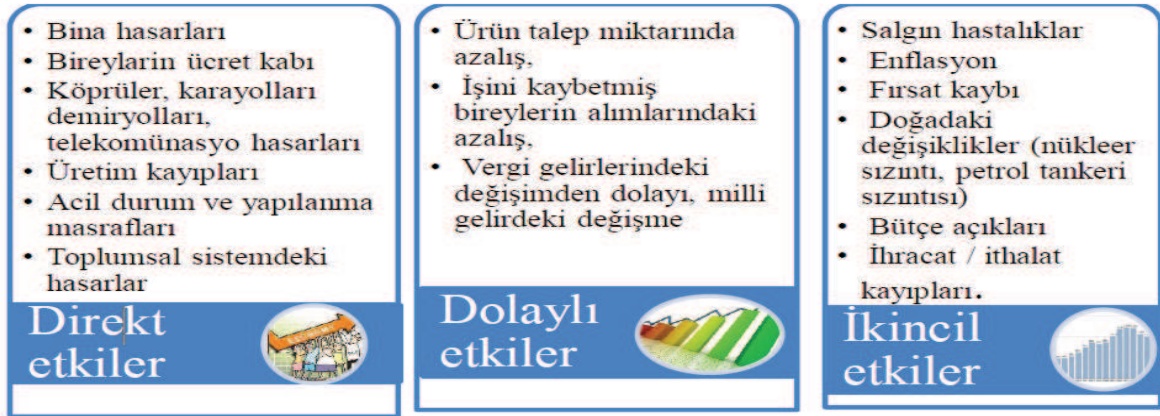 • Bina hasarları
• Bireylarin ücret kabı
• Köprüler, karayolları
demiryolları,
telekomünasyo hasarları
• Üretim kayıpları
• Acil durum ve yapılanma
masrafları
• Toplumsal sistemdeki
hasarlar
Direkt
etkiler
• Ürün talep miktarında
azalış,
• İşini kaybetmiş
bireylerin alımlarındaki
azalış,
• Vergi gelirlerindeki
değişimden dolayı, milli
gelirdeki değişme
Dolaylı
etkiler
• Salgın hastalıklar
• Enflasyon
• Fırsat kaybı
• Doğadaki
değişiklikler (nükleer
sızıntı, petrol tankeri
sızıntısı)
• Bütçe açıkları
• İhracat / ithalat
kayıpları.
İkincil
etkiler